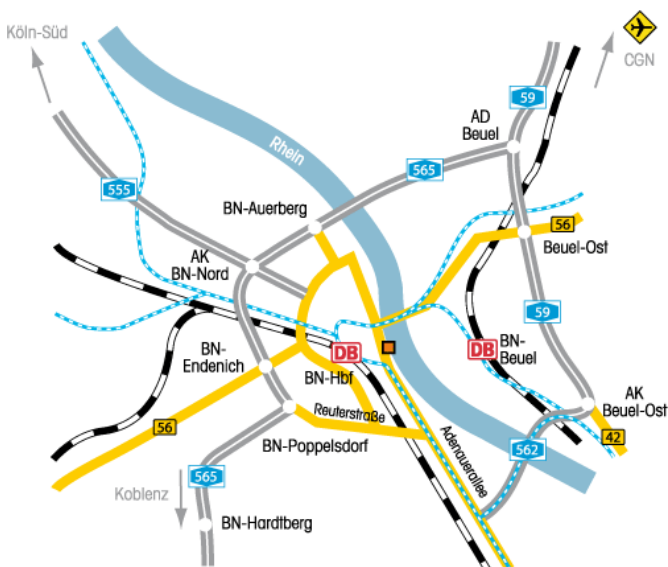 Köln-Süd
CGN
59
AD
Beuel
Rhein
565
555
BN-Auerberg
56
Beuel-Ost
AK
BN-Nord
59
DB
DB
BN-
Beuel
BN-
Endenich
BN-Hbf
AK
Beuel-Ost
Reuterstraße
56
42
BN-Poppelsdorf
Adenauerallee
562
565
Koblenz
BN-Hardtberg